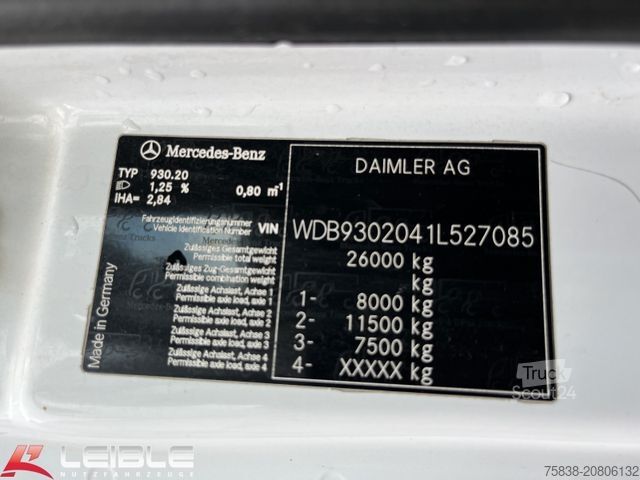 Mercedes-Benz
TYP 930.20
1,25 % 0,80 m⁻¹
IHA= 2,84
Fahrzeugidentifizierungsnummer
Vehicle Identification Number VIN
Zulässiges Gesamtgewicht
Permissible total weight
Zulässiges Zug-Gesamtgewicht
Permissible combination weight
Zulässige Achslast, Achse 1
Permissible axle load, axle 1
Zulässige Achslast, Achse 2
Permissible axle load, axle 2
Zulässige Achslast, Achse 3
Permissible axle load, axle 3
Zulässige Achslast, Achse 4
Permissible axle load, axle 4
Made in Germany
DAIMLER AG
WDB9302041L527085
26000 kg
kg
1- 8000 kg
2- 11500 kg
3- 7500 kg
4- XXXXX kg
Truck
Scout24
LEIBLE
NUTZFAHRZEUGE
75838-20806132